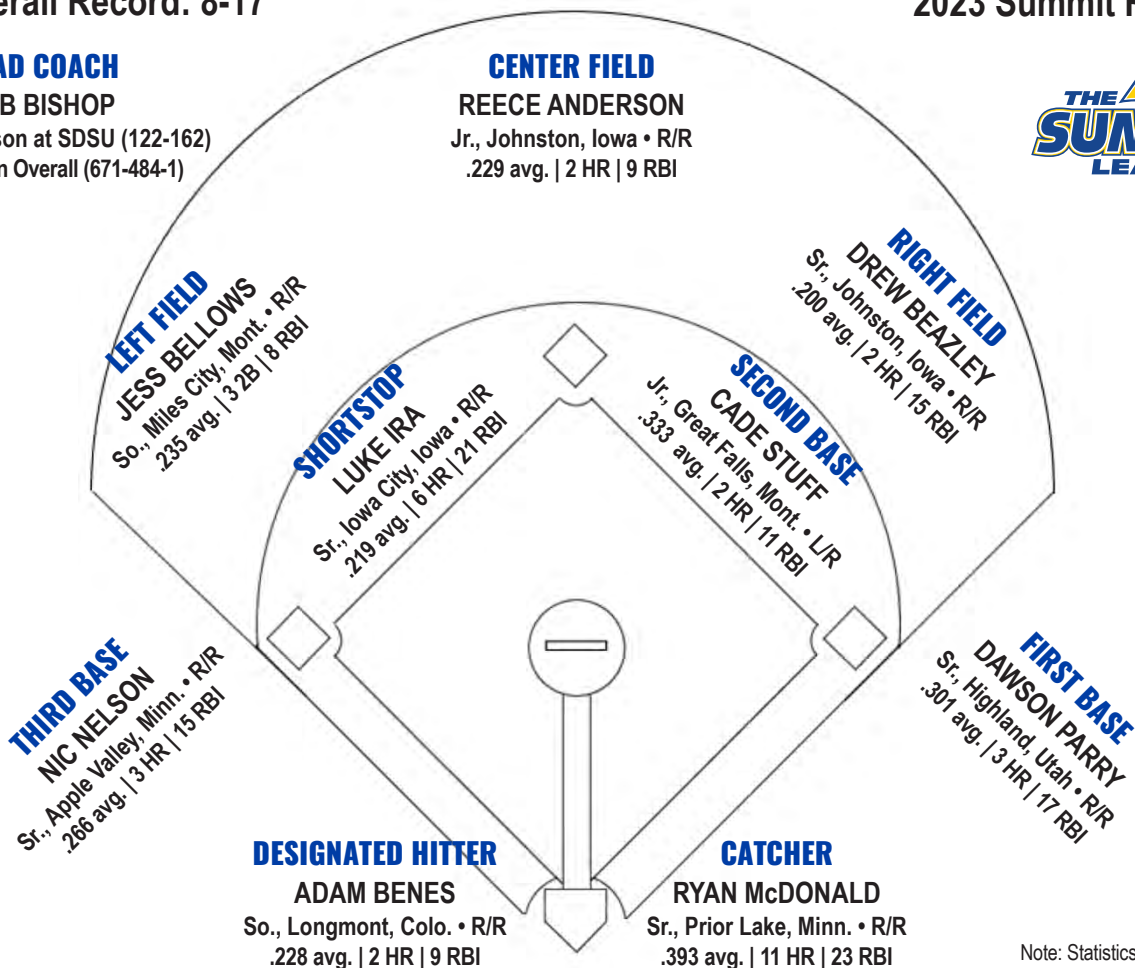 erall Record: 8-17
2023 Summit
AD COACH
B BISHOP
son at SDSU (122-162)
n Overall (671-484-1)
CENTER FIELD
REECE ANDERSON
Jr., Johnston, Iowa • R/R
.229 avg. | 2 HR | 9 RBI
THE
SUM
LEA
LEFT FIELD
JESS BELLOWS
So., Miles City, Mont. • R/R
.235 avg. | 3 2B | 8 RBI
RIGHT FIELD
DREW BEAZLEY
Sr., Johnston, Iowa • R/R
.200 avg. | 2 HR | 15 RBI
SHORTSTOP
LUKE IRA
Sr., Iowa City, Iowa • R/R
.219 avg. | 6 HR | 21 RBI
SECOND BASE
CADE STUFF
Jr., Great Falls, Mont. • L/R
.333 avg. | 2 HR | 11 RBI
THIRD BASE
NIC NELSON
Sr., Apple Valley, Minn. • R/R
.266 avg. | 3 HR | 15 RBI
FIRST BASE
DAWSON PARRY
Sr., Highland, Utah • R/R
.301 avg. | 3 HR | 17 RBI
DESIGNATED HITTER
ADAM BENES
So., Longmont, Colo. • R/R
.228 avg. | 2 HR | 9 RBI
CATCHER
RYAN McDONALD
Sr., Prior Lake, Minn. • R/R
.393 avg. | 11 HR | 23 RBI
Note: Statistics